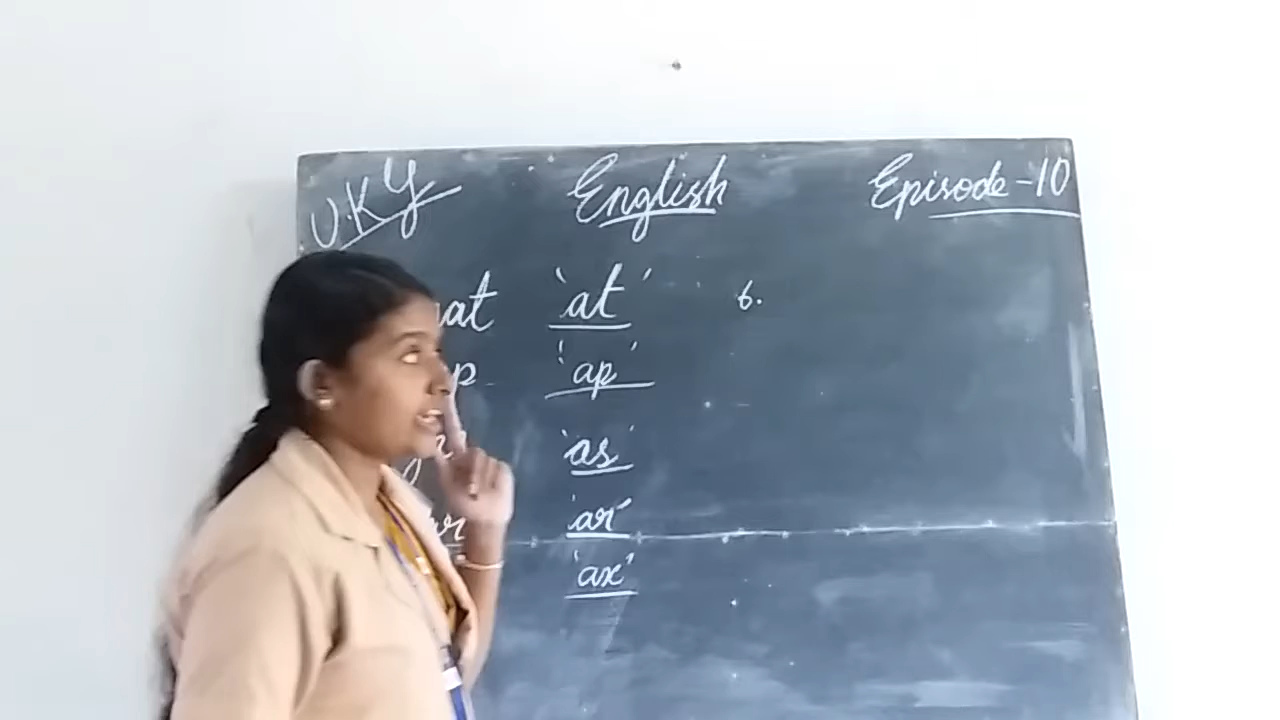 U.K.G English Episode-10
at 'at' 6.
p 'ap'
'as'
'ar'
'ax'